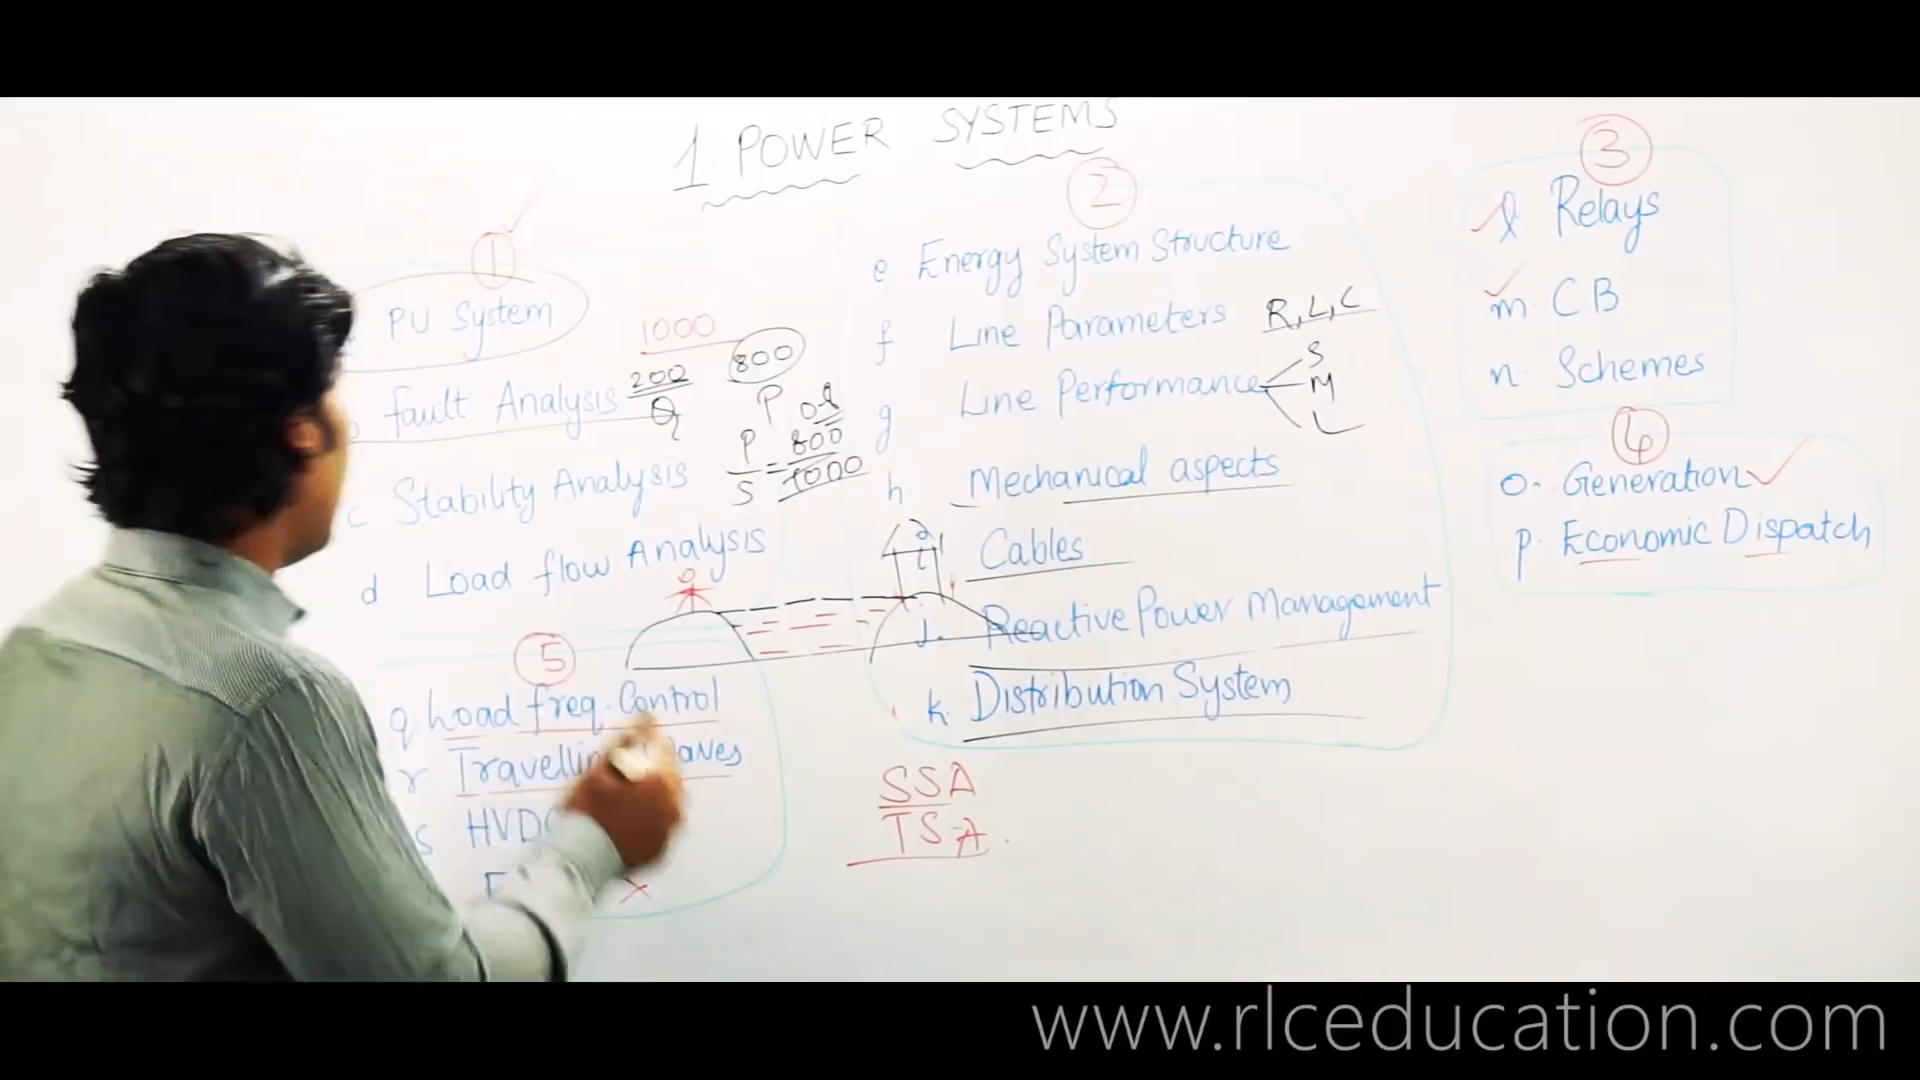 1 POWER SYSTEMS
1
PU System
1000
200
Q
800
P
Fault Analysis
P/S = 800/1000
0.8
c Stability Analysis
d Load flow Analysis
5
q Load freq. Control
r Travelling Waves
s HVDC
2
e. Energy System Structure
f Line Parameters R, L, C
g Line Performance S
M
L
h Mechanical aspects
i Cables
j. Reactive Power Management
k. Distribution System
SSA
TSA
3
l Relays
m. CB
n. Schemes
4
o. Generation
p. Economic Dispatch
www.rlceducation.com